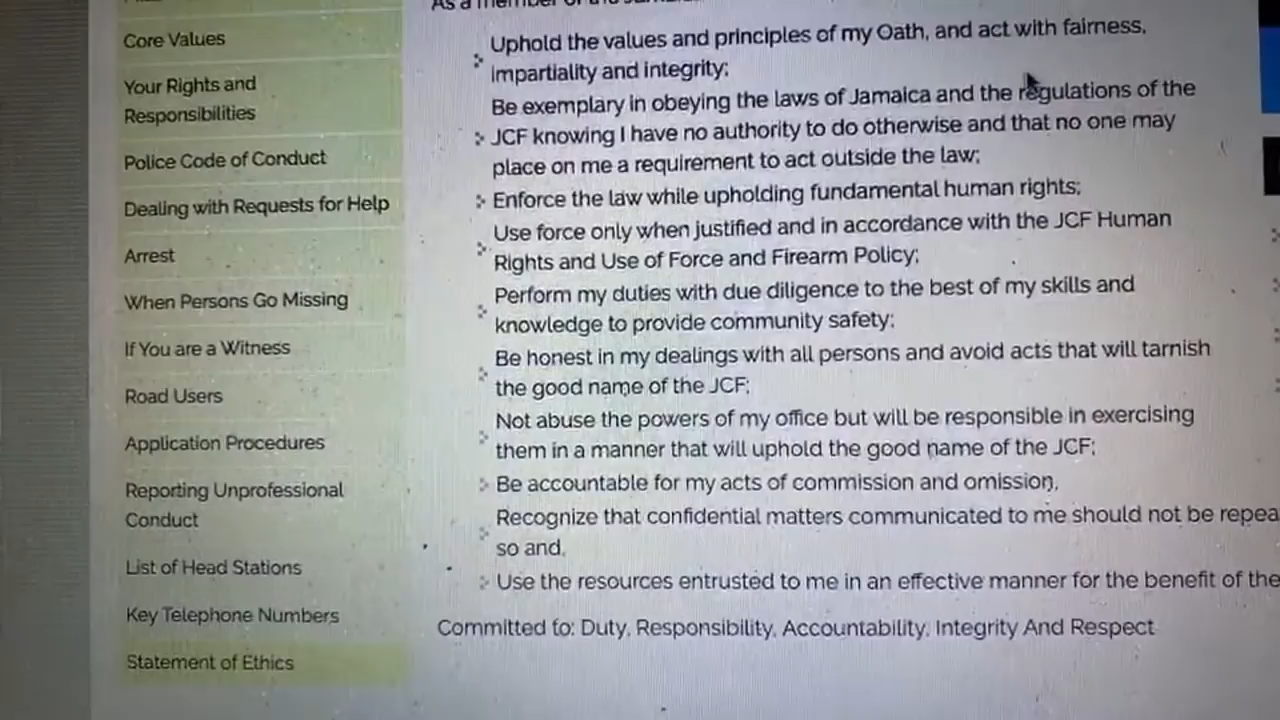 Core Values
Your Rights and
Responsibilities
Police Code of Conduct
Dealing with Requests for Help
Arrest
When Persons Go Missing
If You are a Witness
Road Users
Application Procedures
Reporting Unprofessional
Conduct
List of Head Stations
Key Telephone Numbers
Statement of Ethics
As a member of the
Uphold the values and principles of my Oath, and act with fairness,
impartiality and integrity;
Be exemplary in obeying the laws of Jamaica and the regulations of the
JCF knowing I have no authority to do otherwise and that no one may
place on me a requirement to act outside the law;
Enforce the law while upholding fundamental human rights;
Use force only when justified and in accordance with the JCF Human
Rights and Use of Force and Firearm Policy;
Perform my duties with due diligence to the best of my skills and
knowledge to provide community safety;
Be honest in my dealings with all persons and avoid acts that will tarnish
the good name of the JCF;
Not abuse the powers of my office but will be responsible in exercising
them in a manner that will uphold the good name of the JCF;
Be accountable for my acts of commission and omission,
Recognize that confidential matters communicated to me should not be repea
so and,
Use the resources entrusted to me in an effective manner for the benefit of the
Committed to: Duty, Responsibility, Accountability, Integrity And Respect